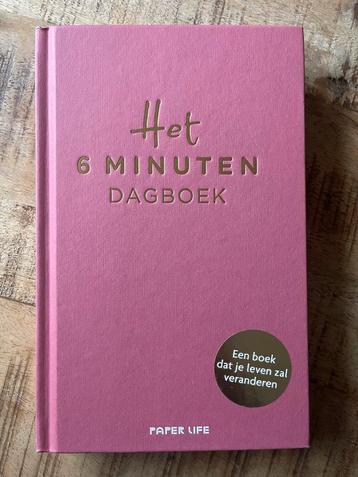 Het
6 MINUTEN
DAGBOEK
Een boek
dat je leven zal
veranderen
PAPER LIFE